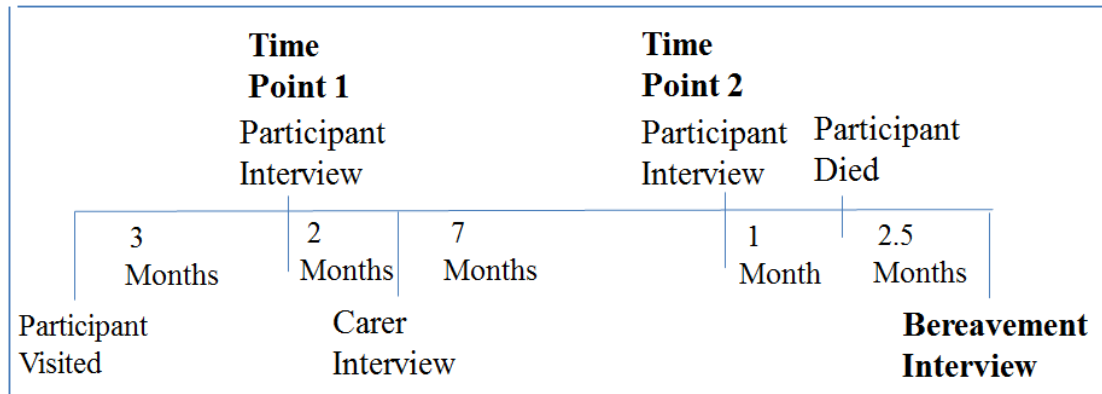 Time
Point 1
Participant
Interview
Time
Point 2
Participant
Interview
Participant
Died
3
Months
2
Months
7
Months
1
Month
2.5
Months
Participant
Visited
Carer
Interview
Bereavement
Interview